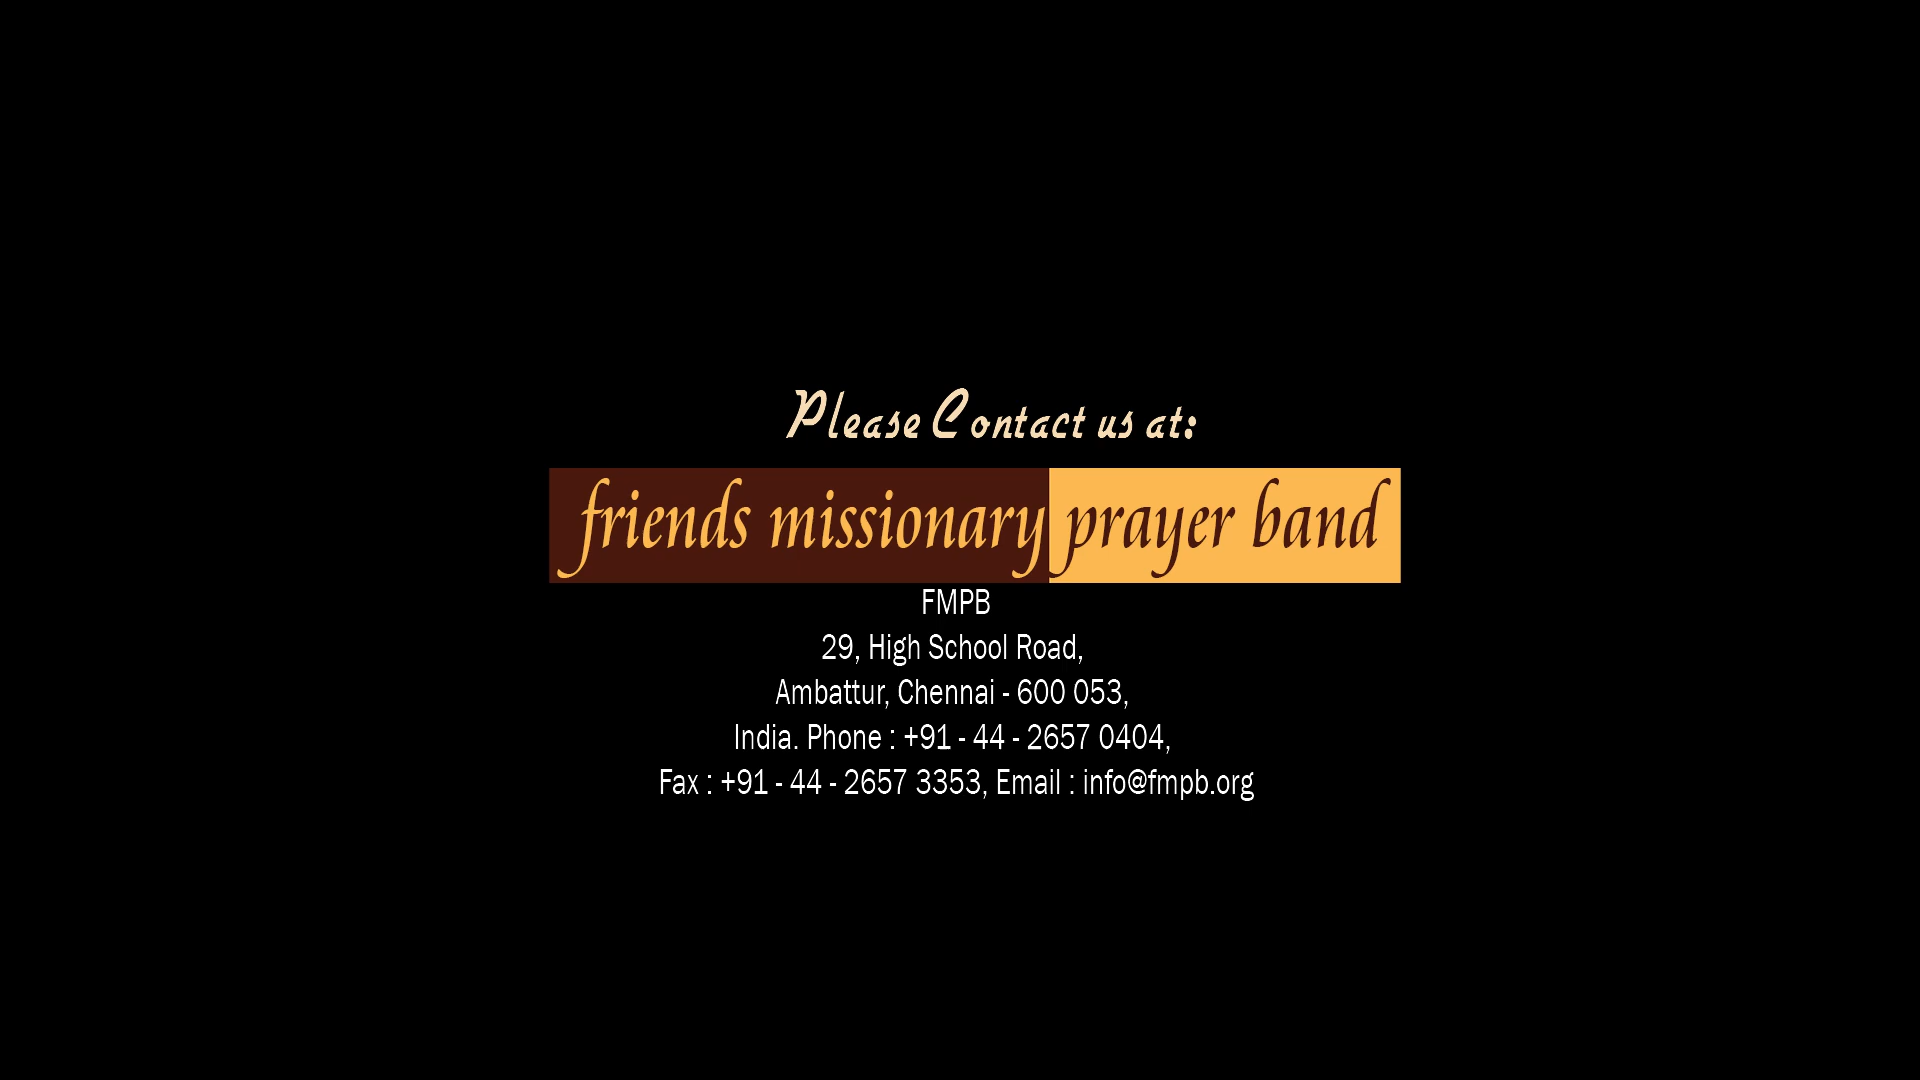 Please Contact us at:
friends missionary prayer band
FMPB
29, High School Road,
Ambattur, Chennai - 600 053,
India. Phone : +91 - 44 - 2657 0404,
Fax : +91 - 44 - 2657 3353, Email : info@fmpb.org